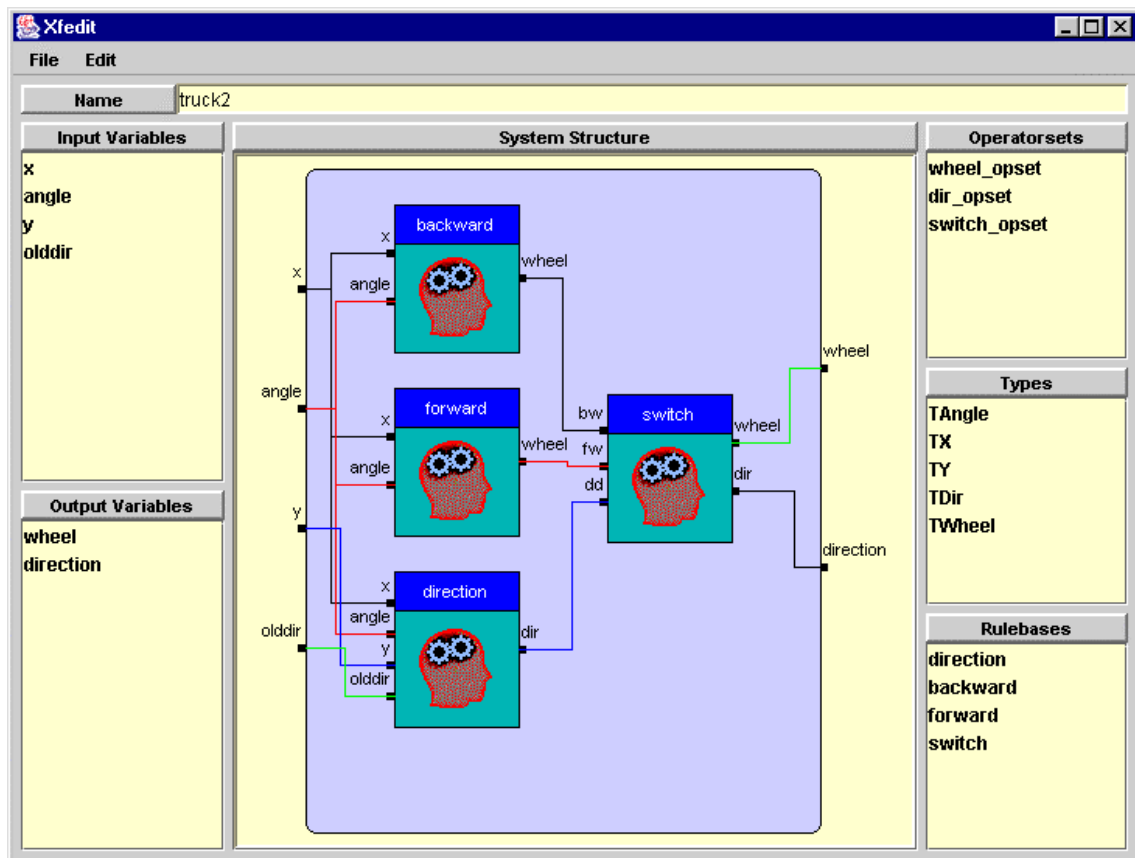 Xfedit
File Edit
Name truck2
Input Variables
x
angle
y
olddir
Output Variables
wheel
direction
System Structure
x
angle
y
olddir
backward
x
angle
wheel
forward
x
angle
wheel
direction
x
angle
y
olddir
dir
switch
bw
fw
dd
wheel
dir
wheel
direction
Operatorsets
wheel_opset
dir_opset
switch_opset
Types
TAngle
TX
TY
TDir
TWheel
Rulebases
direction
backward
forward
switch